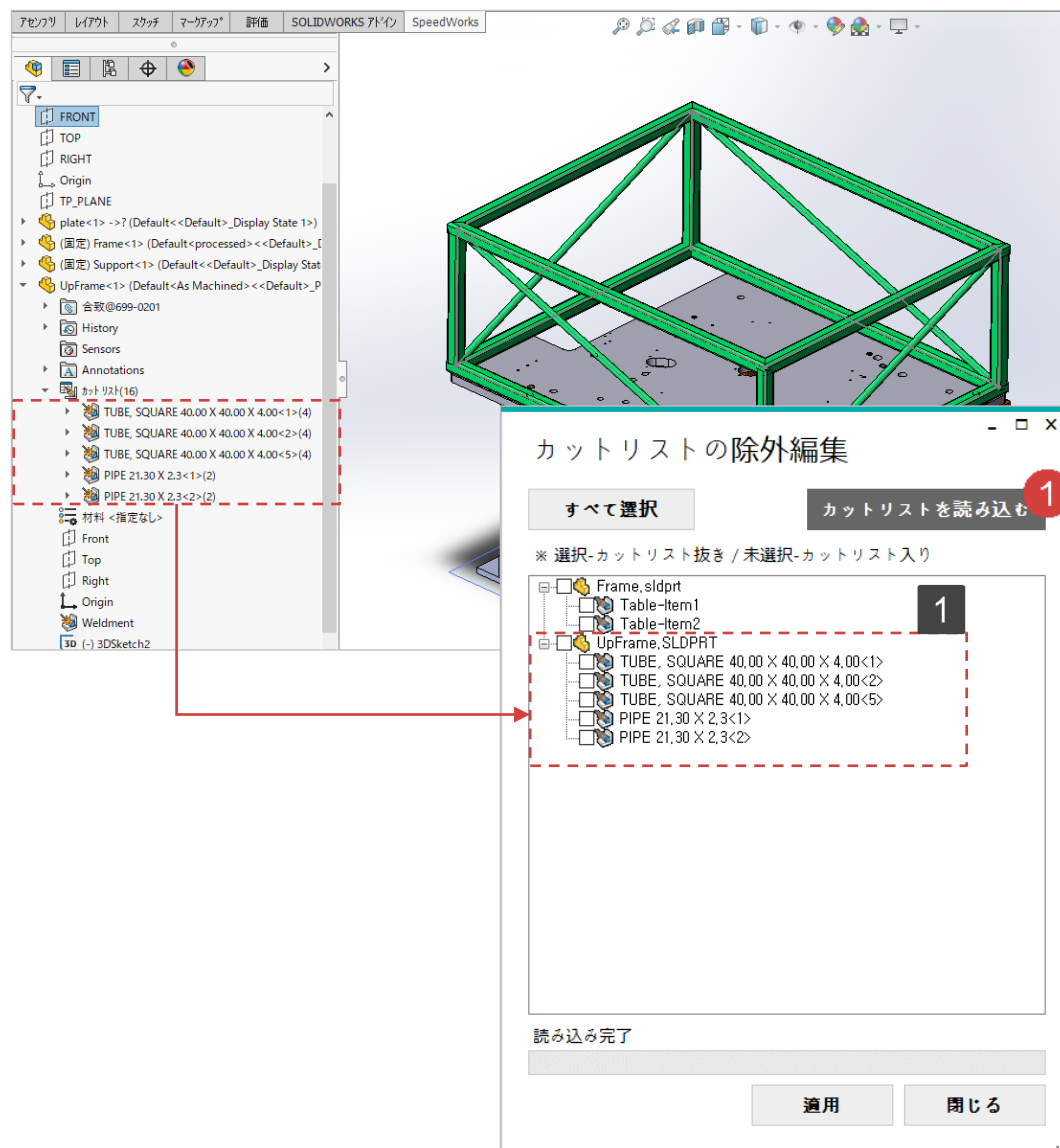 アセンブリ レイアウト スケッチ マークアップ 評価 SOLIDWORKS アドイン SpeedWorks
FRONT
TOP
RIGHT
Origin
TP_PLANE
plate<1> ->? (Default<<Default>_Display State 1>)
(固定) Frame<1> (Default<processed><<Default>_D
(固定) Support<1> (Default<<Default>_Display Stat
UpFrame<1> (Default<As Machined><<Default>_P
合致@699-0201
History
Sensors
Annotations
カット リスト(16)
TUBE, SQUARE 40.00 X 40.00 X 4.00<1>(4)
TUBE, SQUARE 40.00 X 40.00 X 4.00<2>(4)
TUBE, SQUARE 40.00 X 40.00 X 4.00<5>(4)
PIPE 21.30 X 2.3<1>(2)
PIPE 21.30 X 2.3<2>(2)
材料 <指定なし>
Front
Top
Right
Origin
Weldment
3D (-) 3DSketch2
カットリストの除外編集
すべて選択
カットリストを読み込む
1
※ 選択-カットリスト抜き / 未選択-カットリスト入り
Frame.sldprt
Table-Item1
Table-Item2
1
UpFrame.SLDPRT
TUBE, SQUARE 40.00 X 40.00 X 4.00<1>
TUBE, SQUARE 40.00 X 40.00 X 4.00<2>
TUBE, SQUARE 40.00 X 40.00 X 4.00<5>
PIPE 21.30 X 2.3<1>
PIPE 21.30 X 2.3<2>
読み込み完了
適用
閉じる